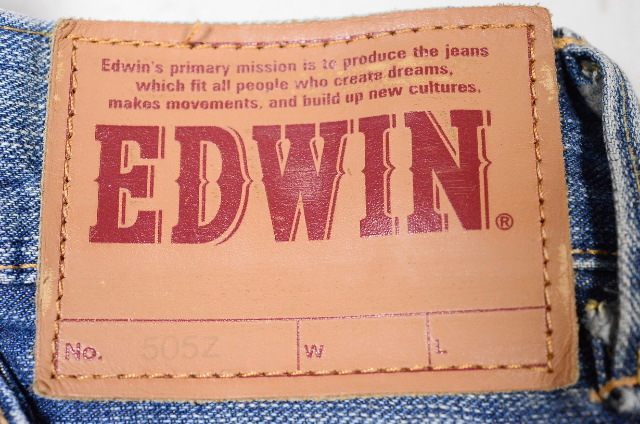 Edwin's primary mission is to produce the jeans
which fit all people who create dreams,
makes movements, and build up new cultures.
EDWIN®
No. 505Z W L